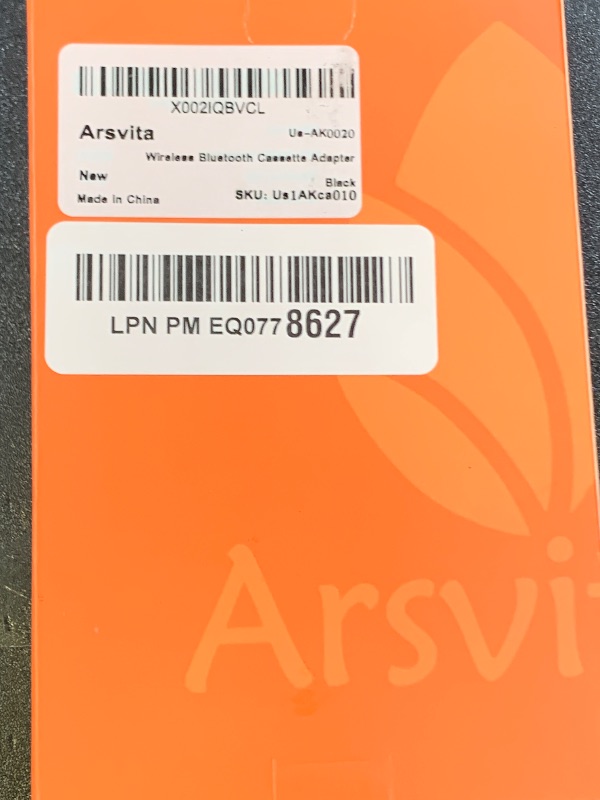 X002IQBVCL
Arsvita Us-AK0020
Wireless Bluetooth Cassette Adapter
New Black
Made in China SKU: Us1AKca010
LPN PM EQ077 8627
Arsvit